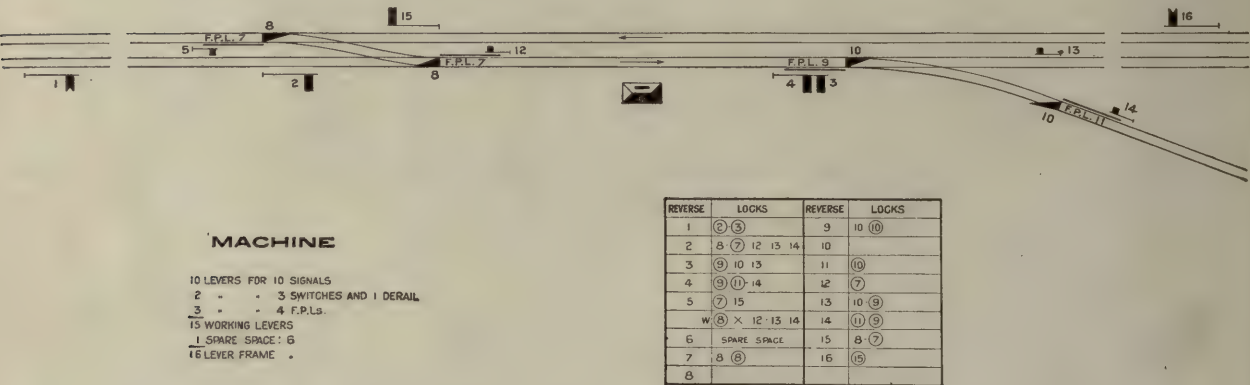 15
16
8
F.P.L. 7
5
12
F.P.L. 7
8
1
2
10
13
F.P.L. 9
4 3
14
F.P.L. 11
10
MACHINE
10 LEVERS FOR 10 SIGNALS
2 " " 3 SWITCHES AND 1 DERAIL
3 " " 4 F.P.Ls.
15 WORKING LEVERS
1 SPARE SPACE: 6
16 LEVER FRAME .
REVERSE LOCKS REVERSE LOCKS
1 ②·③ 9 10 ⑩
2 8·⑦ 12 13 14 10
3 ⑨ 10 13 11 ⑩
4 ⑨ ⑪·14 12 ⑦
5 ⑦ 15 13 10·⑨
W ⑧ X 12·13 14 14 ⑪ ⑨
6 SPARE SPACE 15 8·⑦
7 8 ⑧ 16 ⑮
8